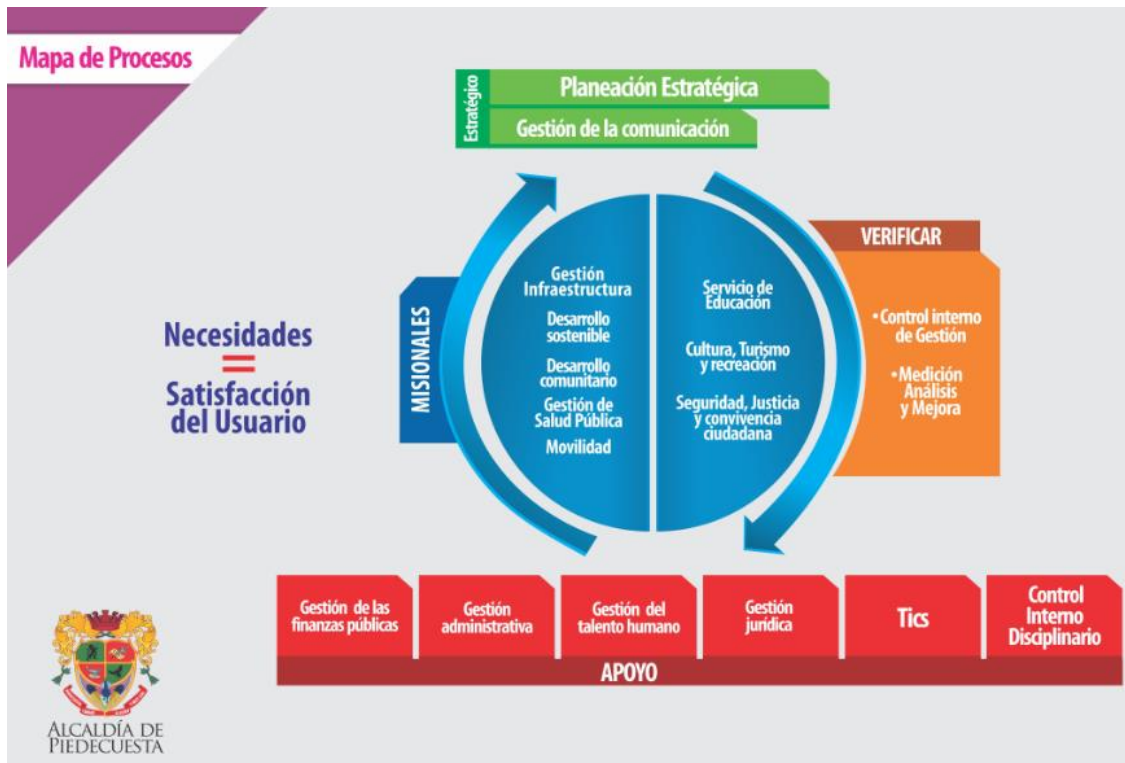 Mapa de Procesos
Estratégico
Planeación Estratégica
Gestión de la comunicación
Necesidades
=
Satisfacción
del Usuario
MISIONALES
Gestión
Infraestructura
Desarrollo
sostenible
Desarrollo
comunitario
Gestión de
Salud Pública
Movilidad
Servicio de
Educación
Cultura, Turismo
y recreación
Seguridad, Justicia
y convivencia
ciudadana
VERIFICAR
•Control interno
de Gestión
•Medición
Análisis
y Mejora
Gestión de las
finanzas públicas
Gestión
administrativa
Gestión del
talento humano
Gestión
jurídica
Tics
Control
Interno
Disciplinario
APOYO
ALCALDÍA DE
PIEDECUESTA